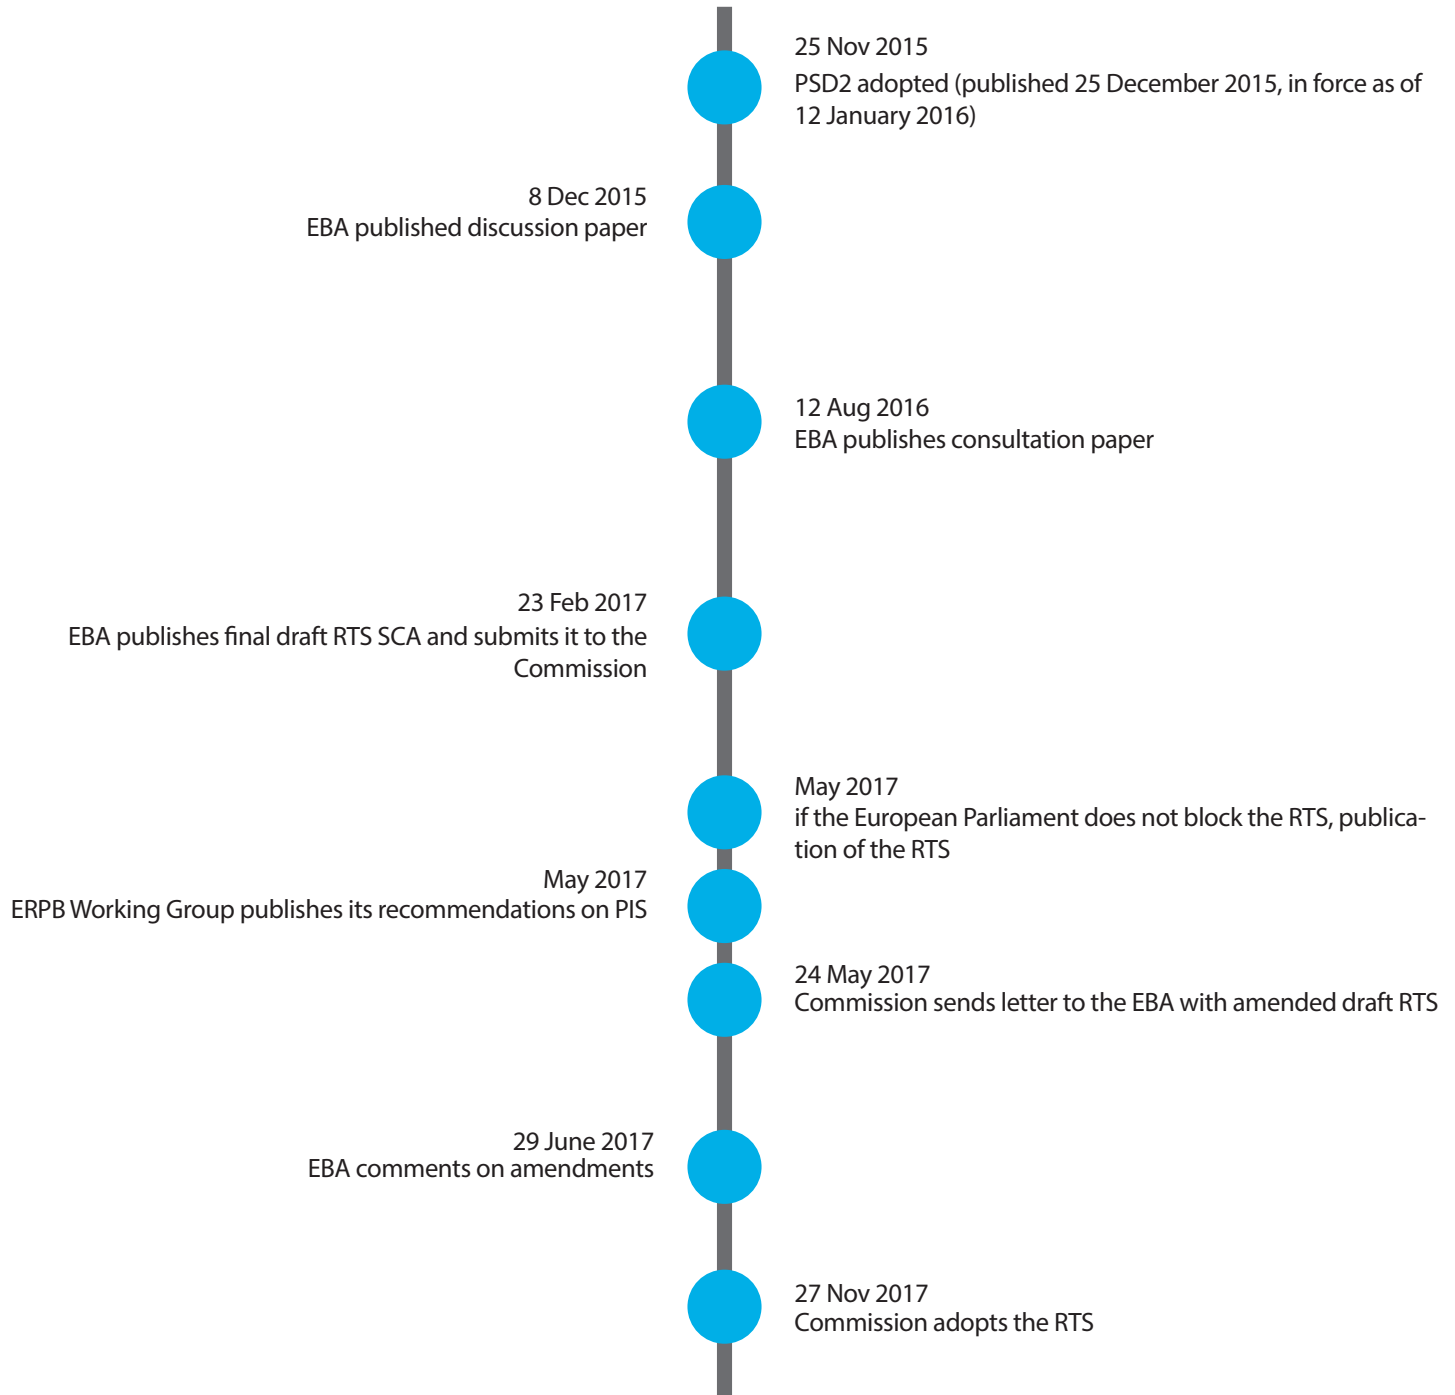 25 Nov 2015
PSD2 adopted (published 25 December 2015, in force as of
12 January 2016)
8 Dec 2015
EBA published discussion paper
12 Aug 2016
EBA publishes consultation paper
23 Feb 2017
EBA publishes final draft RTS SCA and submits it to the
Commission
May 2017
if the European Parliament does not block the RTS, publica-
tion of the RTS
May 2017
ERPB Working Group publishes its recommendations on PIS
24 May 2017
Commission sends letter to the EBA with amended draft RTS
29 June 2017
EBA comments on amendments
27 Nov 2017
Commission adopts the RTS